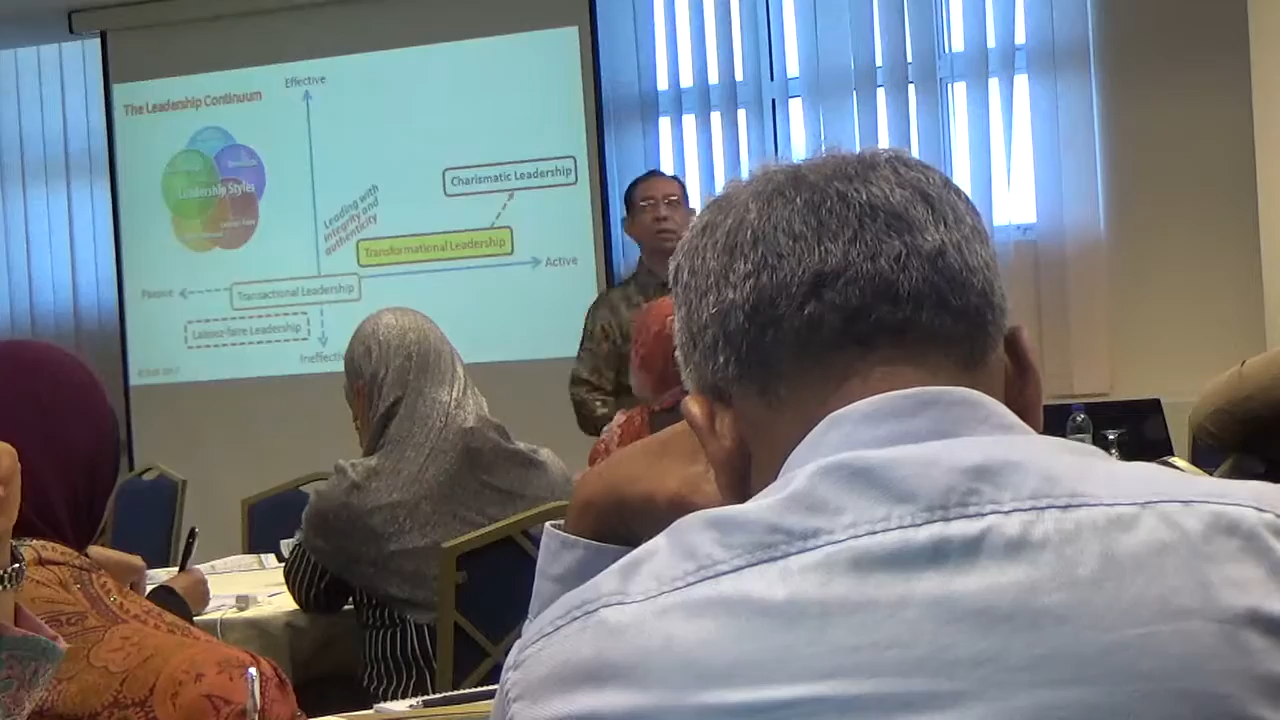 The Leadership Continuum
Effective
Leadership Styles
Charismatic Leadership
Leading with
integrity and
authenticity
Transformational Leadership
Active
Passive
Transactional Leadership
Laissez-faire Leadership
Ineffective